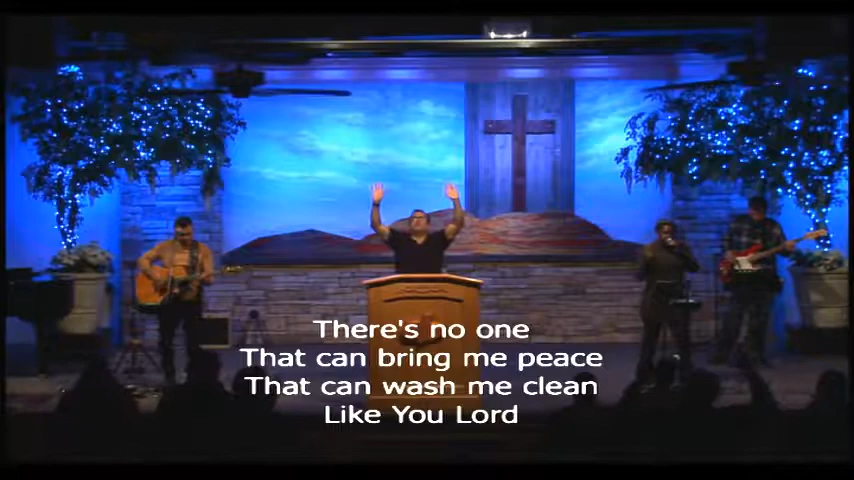 There's no one
That can bring me peace
That can wash me clean
Like You Lord